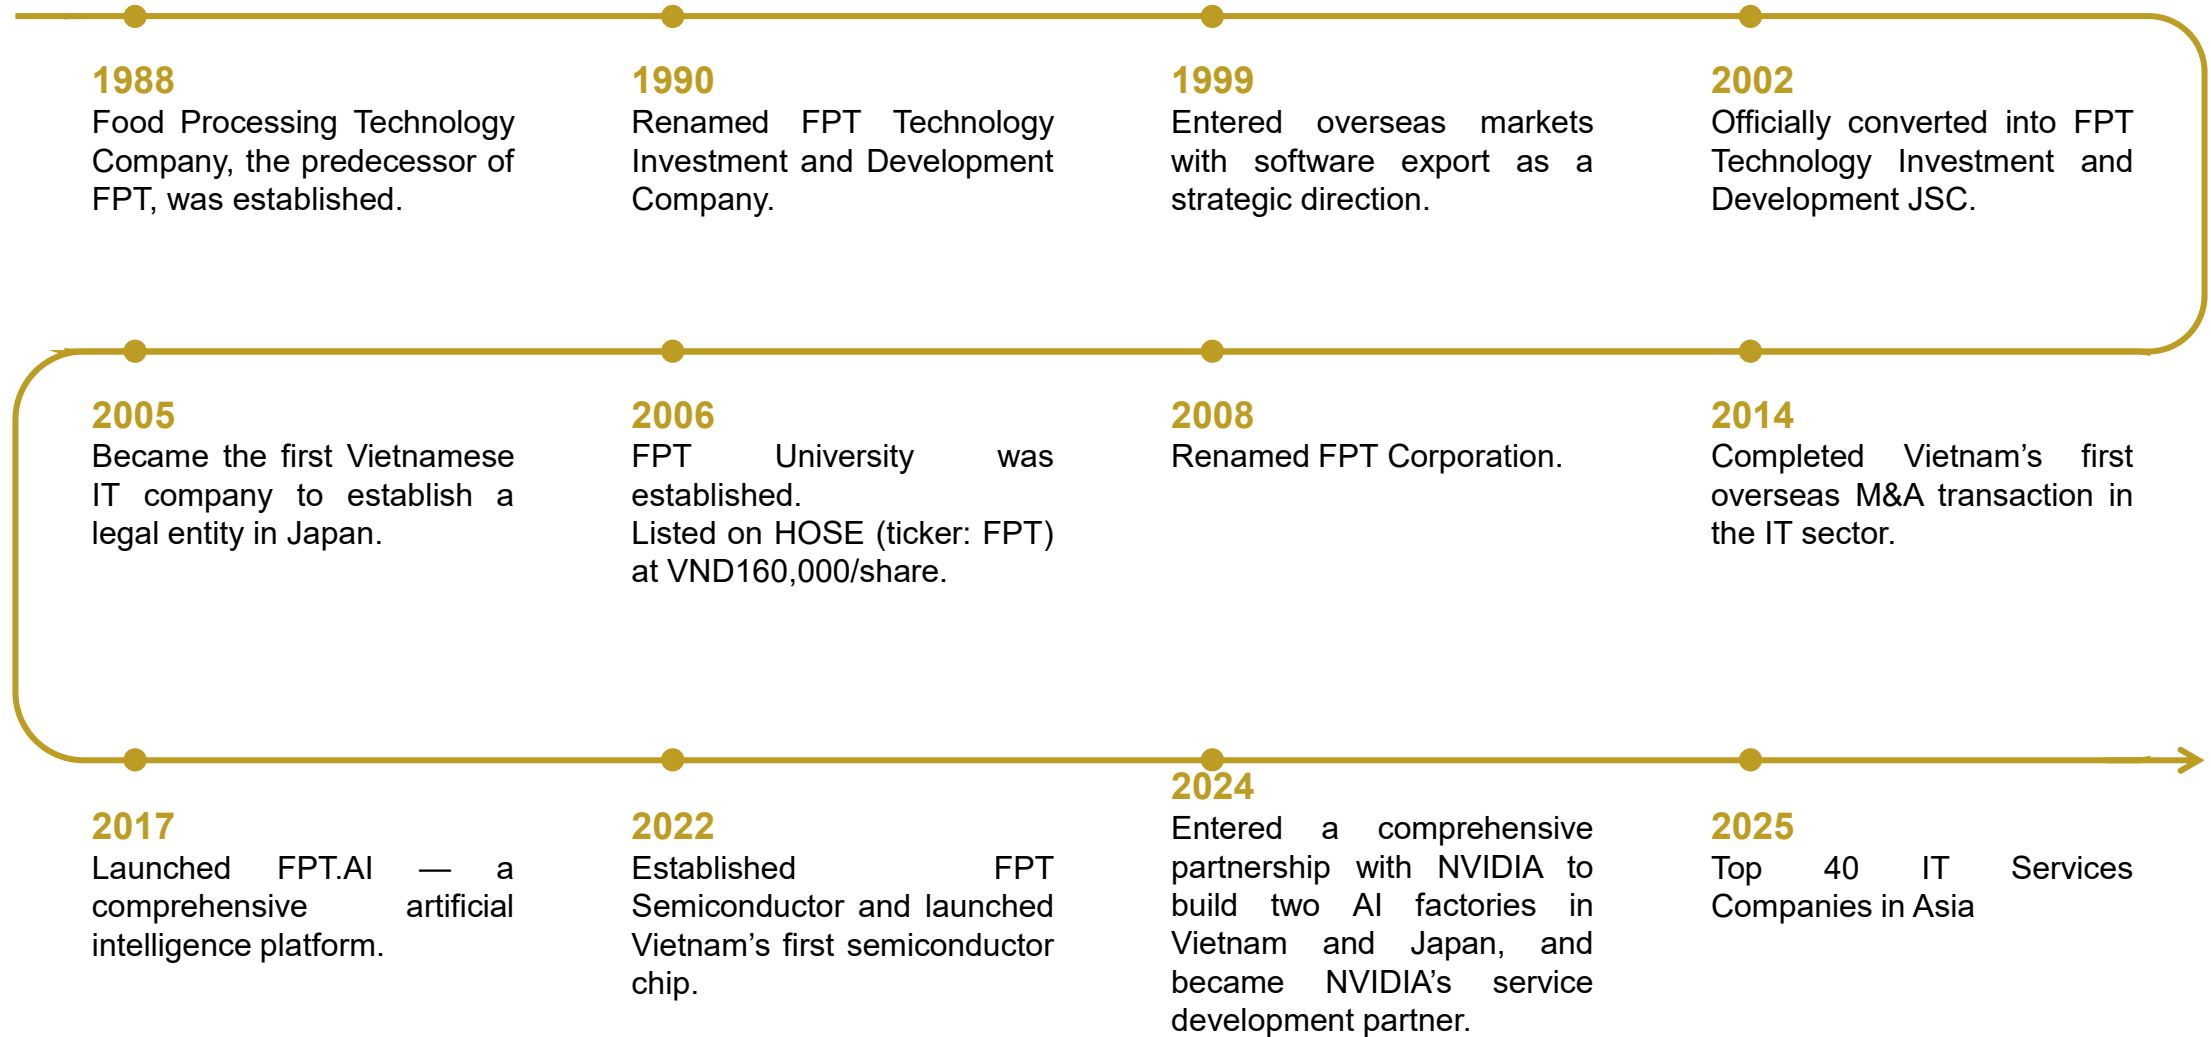 1988
Food Processing Technology
Company, the predecessor of
FPT, was established.
1990
Renamed FPT Technology
Investment and Development
Company.
1999
Entered overseas markets
with software export as a
strategic direction.
2002
Officially converted into FPT
Technology Investment and
Development JSC.
2005
Became the first Vietnamese
IT company to establish a
legal entity in Japan.
2006
FPT University was
established.
Listed on HOSE (ticker: FPT)
at VND160,000/share.
2008
Renamed FPT Corporation.
2014
Completed Vietnam’s first
overseas M&A transaction in
the IT sector.
2017
Launched FPT.AI — a
comprehensive artificial
intelligence platform.
2022
Established FPT
Semiconductor and launched
Vietnam’s first semiconductor
chip.
2024
Entered a comprehensive
partnership with NVIDIA to
build two AI factories in
Vietnam and Japan, and
became NVIDIA’s service
development partner.
2025
Top 40 IT Services
Companies in Asia